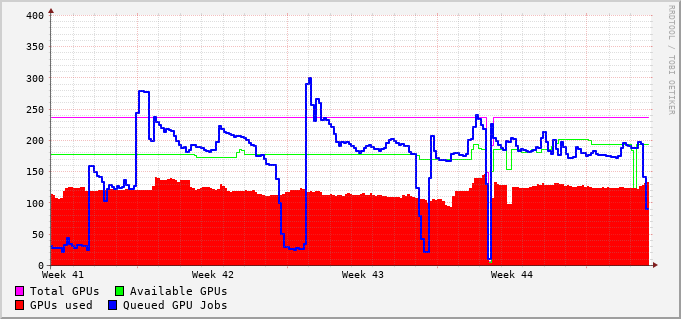 400
350
300
250
200
150
100
50
0
Week 41 Week 42 Week 43 Week 44
Total GPUs Available GPUs
GPUs used Queued GPU Jobs
RRDTOOL / TOBI OETIKER